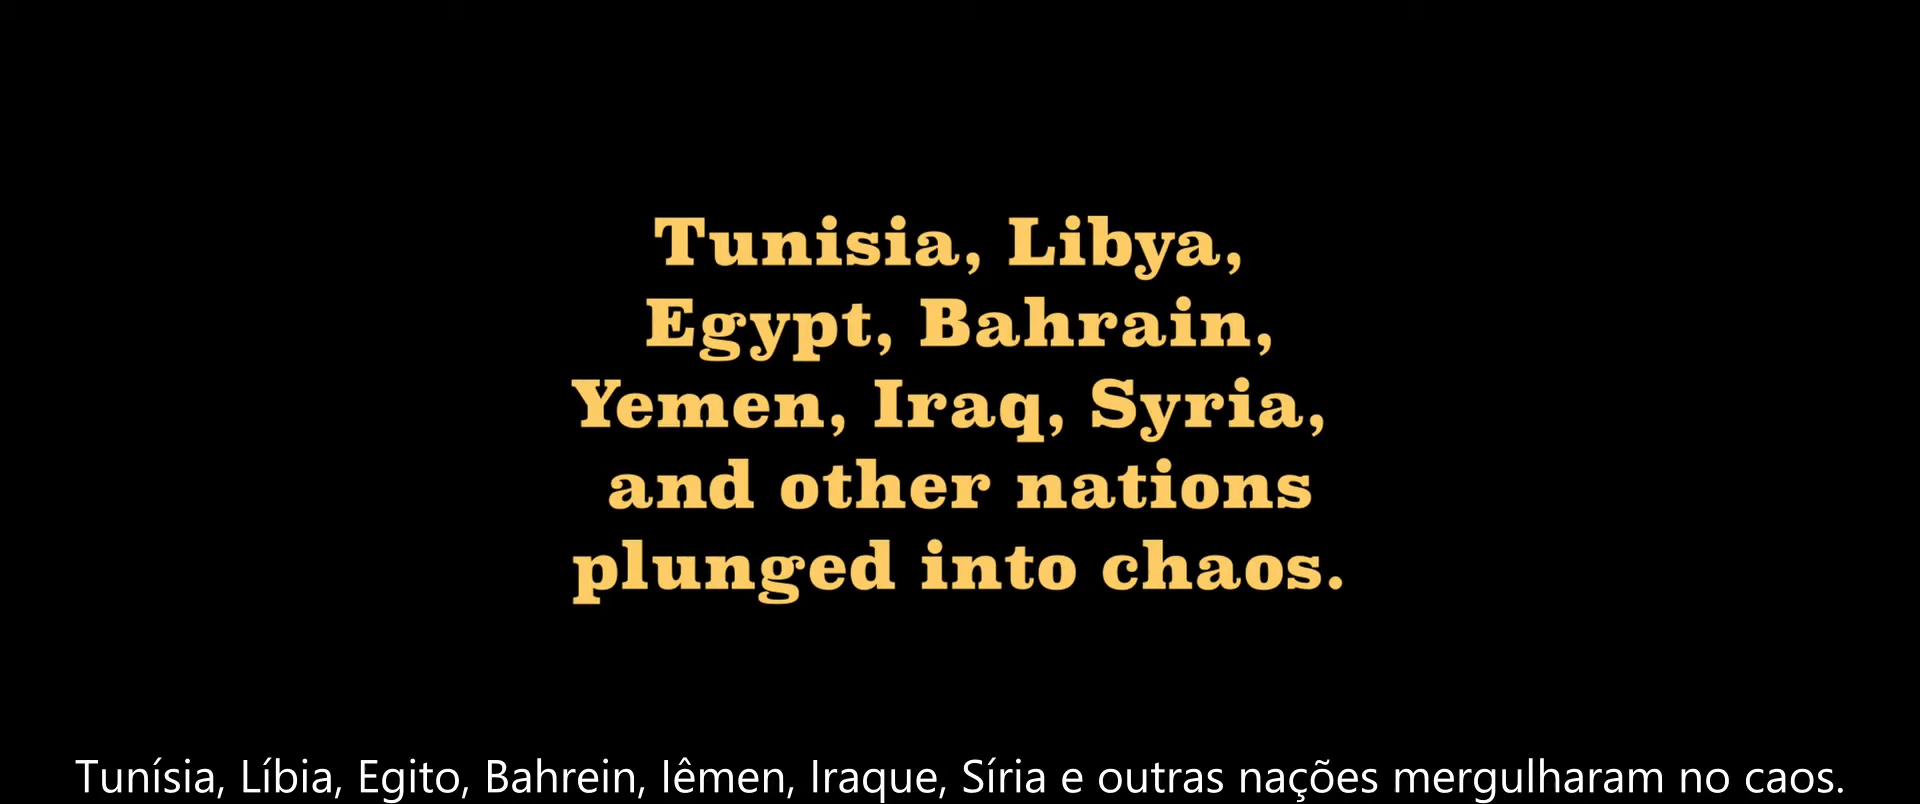 Tunisia, Libya,
Egypt, Bahrain,
Yemen, Iraq, Syria,
and other nations
plunged into chaos.
Tunísia, Líbia, Egito, Bahrein, Iêmen, Iraque, Síria e outras nações mergulharam no caos.